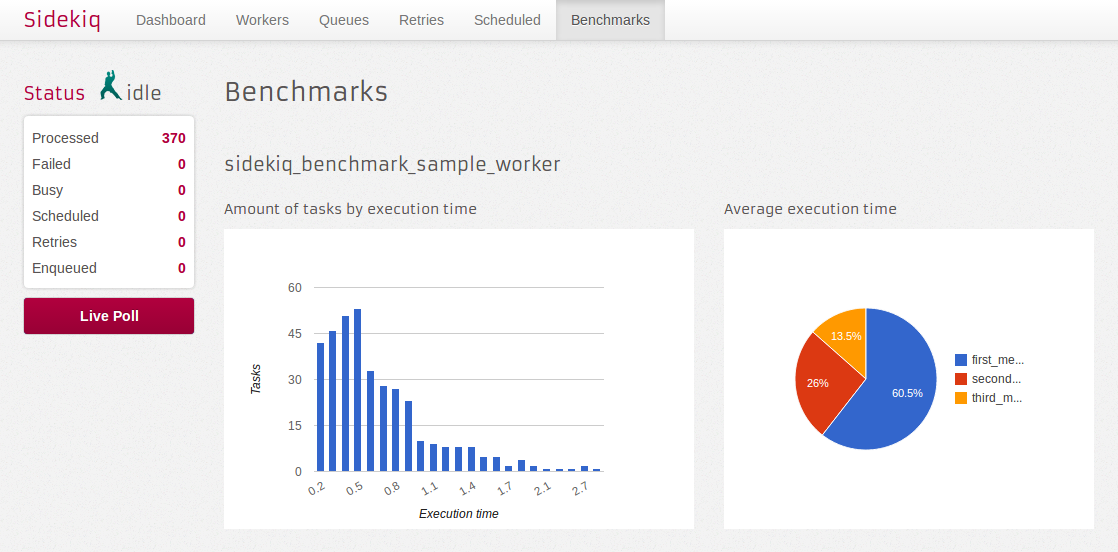 Sidekiq Dashboard Workers Queues Retries Scheduled Benchmarks
Status idle
Processed 370
Failed 0
Busy 0
Scheduled 0
Retries 0
Enqueued 0
Live Poll
Benchmarks
sidekiq_benchmark_sample_worker
Amount of tasks by execution time
60
45
30
15
0
Tasks
0.2 0.5 0.8 1.1 1.4 1.7 2.1 2.7
Execution time
Average execution time
13.5%
26%
60.5%
first_me...
second...
third_m...